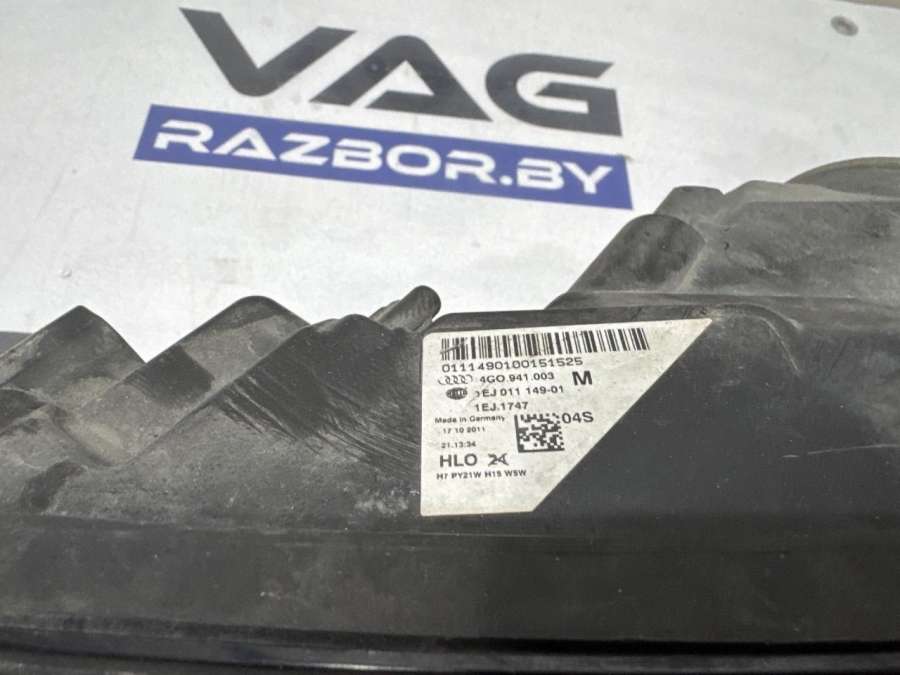 VAG
RAZBOR.BY
0111490100151525
4G0.941.003 M
1EJ 011 149-01
1EJ.1747
Made in Germany 04S
17 10 2011
21:13:34
HLO
H7 PY21W H15 W5W